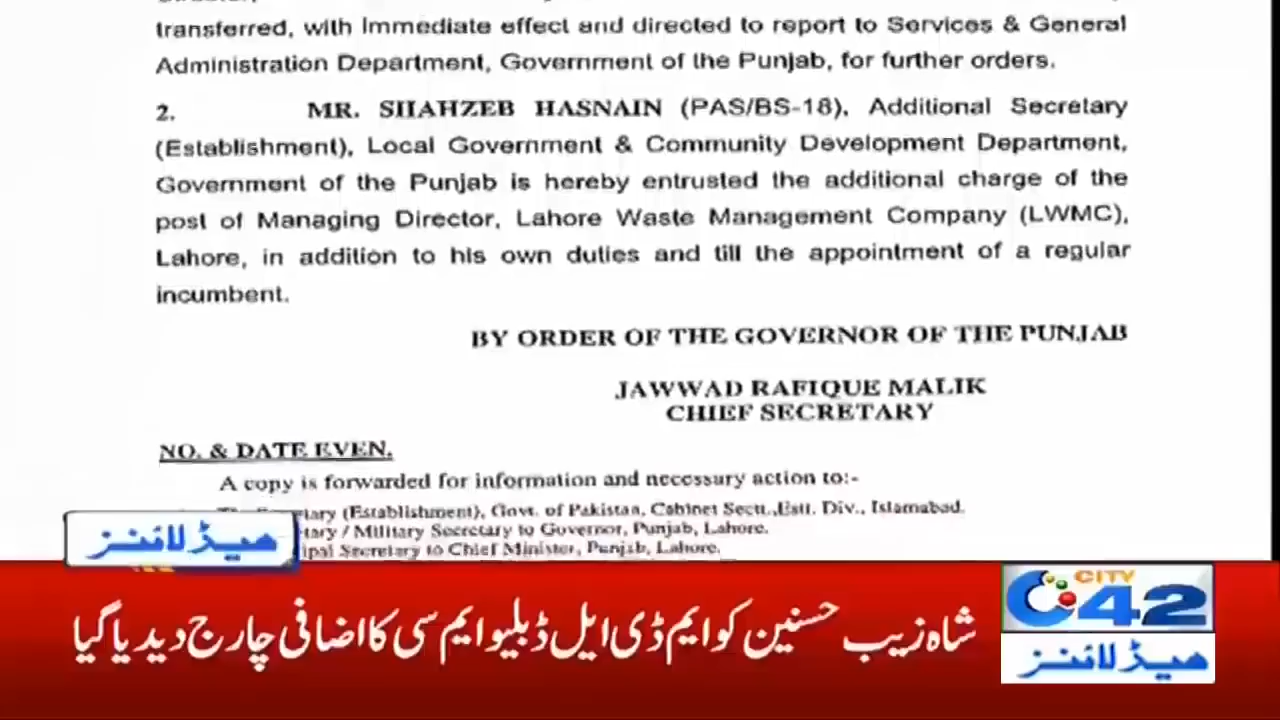 transferred, with immediate effect and directed to report to Services & General
Administration Department, Government of the Punjab, for further orders.
2. MR. SHAHZEB HASNAIN (PAS/BS-18), Additional Secretary
(Establishment), Local Government & Community Development Department,
Government of the Punjab is hereby entrusted the additional charge of the
post of Managing Director, Lahore Waste Management Company (LWMC),
Lahore, in addition to his own duties and till the appointment of a regular
incumbent.
BY ORDER OF THE GOVERNOR OF THE PUNJAB
JAWWAD RAFIQUE MALIK
CHIEF SECRETARY
NO. & DATE EVEN.
A copy is forwarded for information and necessary action to:-
(Establishment), Govt. of Pakistan, Cabinet Sectt.,Estt. Div., Islamabad.
/ Military Secretary to Governor, Punjab, Lahore.
Secretary to Chief Minister, Punjab, Lahore.
ہیڈلائنز
شاہ زیب حسنین کو ایم ڈی ایل ڈبلیو ایم سی کا اضافی چارج دیدیا گیا
CITY
42
ہیڈلائنز